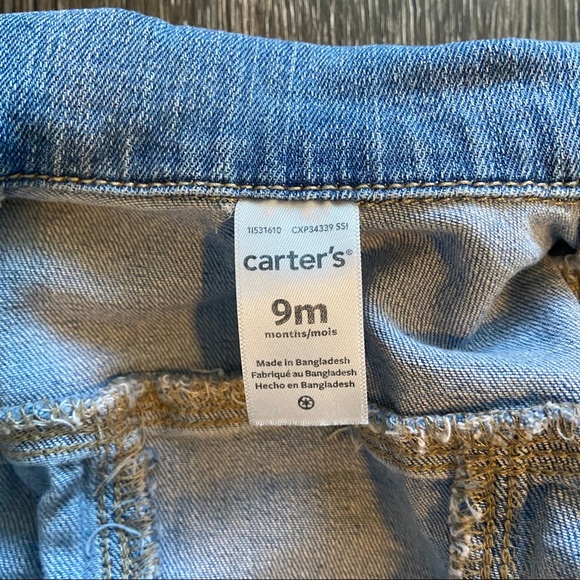 1I531610 CXP34339 SS1
carter's®
9m
months/mois
Made in Bangladesh
Fabriqué au Bangladesh
Hecho en Bangladesh